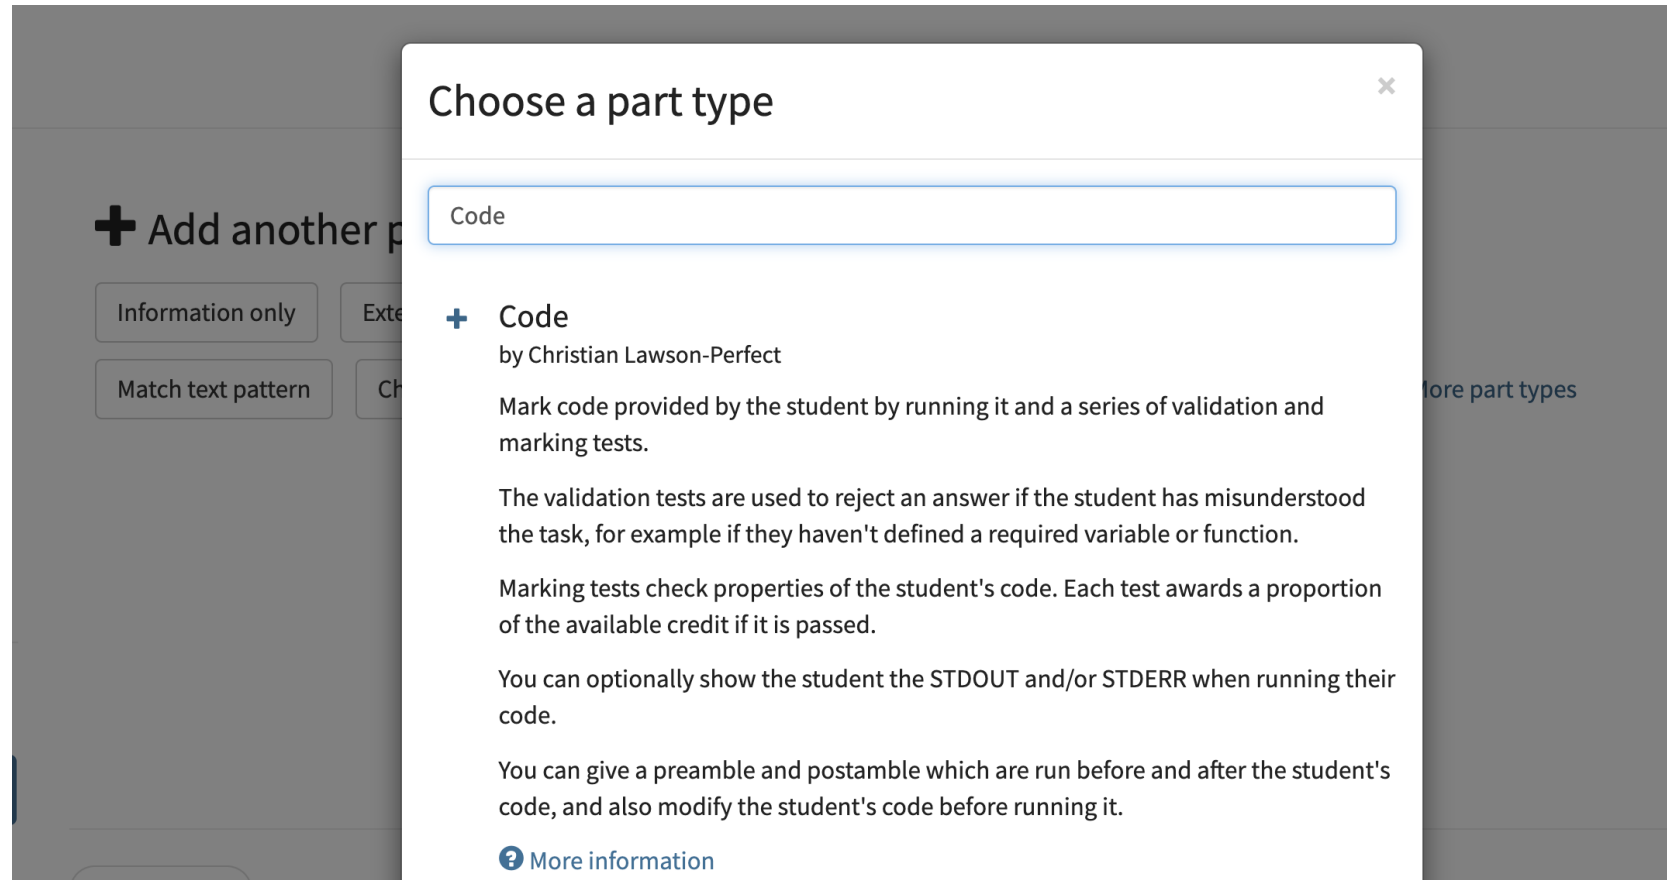 Choose a part type
×
Code
Add another p
Information only
Exte
Match text pattern
Ch
More part types
Code
by Christian Lawson-Perfect
Mark code provided by the student by running it and a series of validation and
marking tests.
The validation tests are used to reject an answer if the student has misunderstood
the task, for example if they haven't defined a required variable or function.
Marking tests check properties of the student's code. Each test awards a proportion
of the available credit if it is passed.
You can optionally show the student the STDOUT and/or STDERR when running their
code.
You can give a preamble and postamble which are run before and after the student's
code, and also modify the student's code before running it.
More information